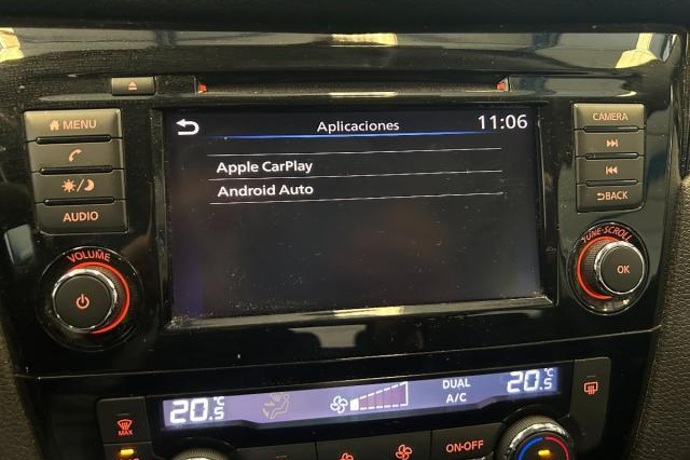 Aplicaciones 11:06
Apple CarPlay
Android Auto
MENU
AUDIO
VOLUME
CAMERA
BACK
TUNE•SCROLL
OK
20.5°C
DUAL
A/C
20.5°C
MAX
ON•OFF